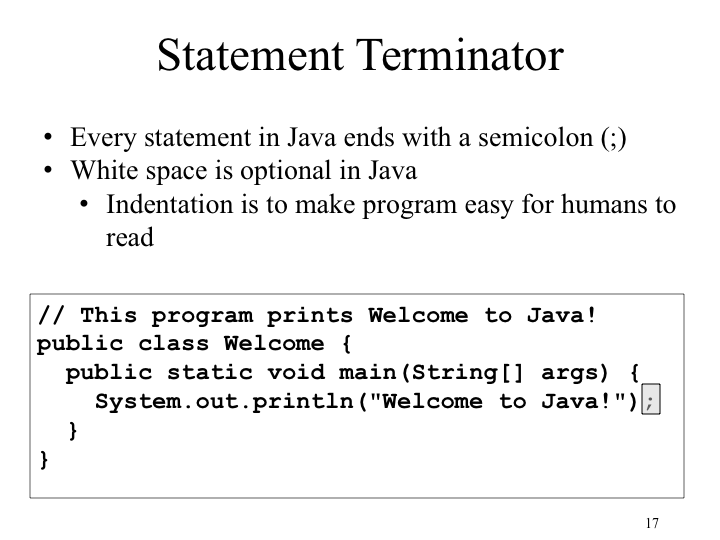 Statement Terminator
• Every statement in Java ends with a semicolon (;)
• White space is optional in Java
• Indentation is to make program easy for humans to
read
// This program prints Welcome to Java!
public class Welcome {
  public static void main(String[] args) {
    System.out.println("Welcome to Java!");
  }
}
17